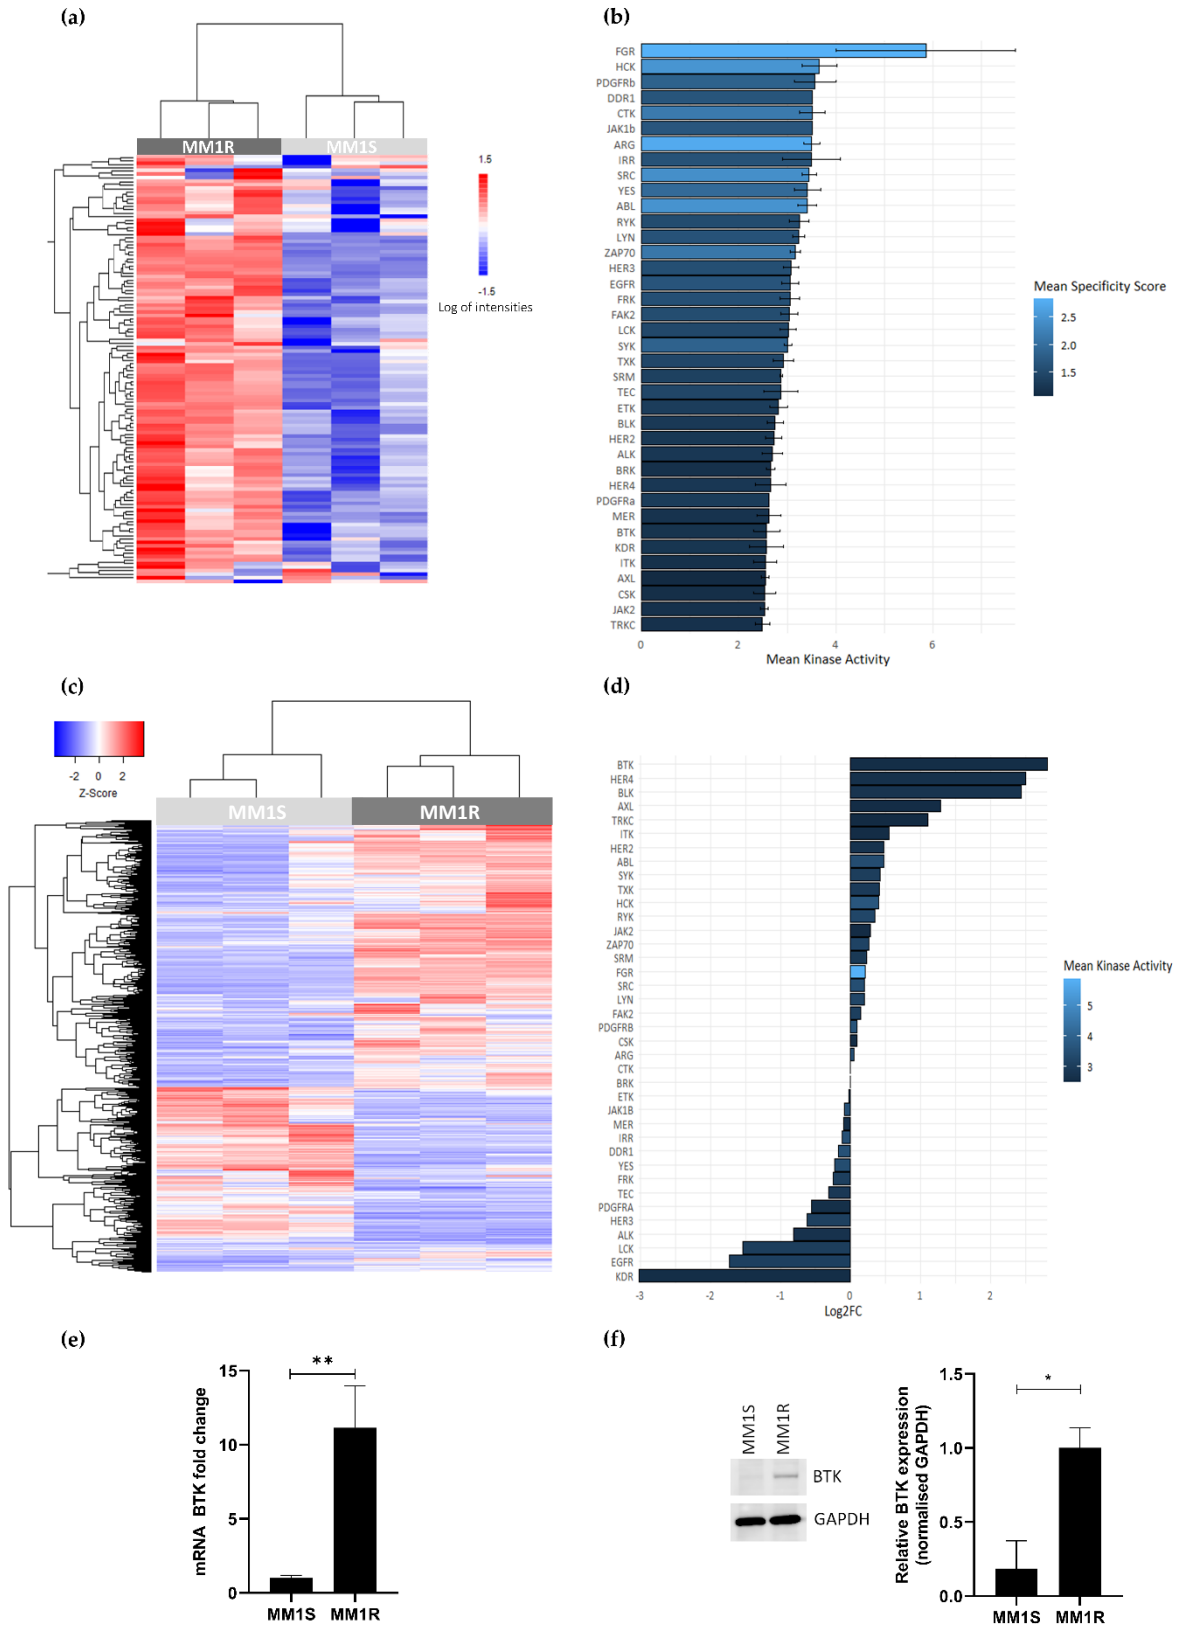 (a)
MM1R MM1S
1.5
-1.5
Log of intensities
(b)
FGR
HCK
PDGFRb
DDR1
CTK
JAK1b
ARG
IRR
SRC
YES
ABL
RYK
LYN
ZAP70
HER3
EGFR
FRK
FAK2
LCK
SYK
TXK
SRM
TEC
ETK
BLK
HER2
ALK
BRK
HER4
PDGFRa
MER
BTK
KDR
ITK
AXL
CSK
JAK2
TRKC
0 2 4 6
Mean Kinase Activity
Mean Specificity Score
2.5
2.0
1.5
(c)
-2 0 2
Z-Score
MM1S MM1R
(d)
BTK
HER4
BLK
AXL
TRKC
ITK
HER2
ABL
SYK
TXK
HCK
RYK
JAK2
ZAP70
SRM
FGR
SRC
LYN
FAK2
PDGFRB
CSK
ARG
CTK
BRK
ETK
JAK1B
MER
IRR
DDR1
YES
FRK
TEC
PDGFRA
HER3
ALK
LCK
EGFR
KDR
-3 -2 -1 0 1 2
Log2FC
Mean Kinase Activity
5
4
3
(e)
mRNA BTK fold change
15
10
5
0
**
MM1S MM1R
(f)
MM1S MM1R
BTK
GAPDH
Relative BTK expression
(normalised GAPDH)
1.5
1.0
0.5
0.0
*
MM1S MM1R